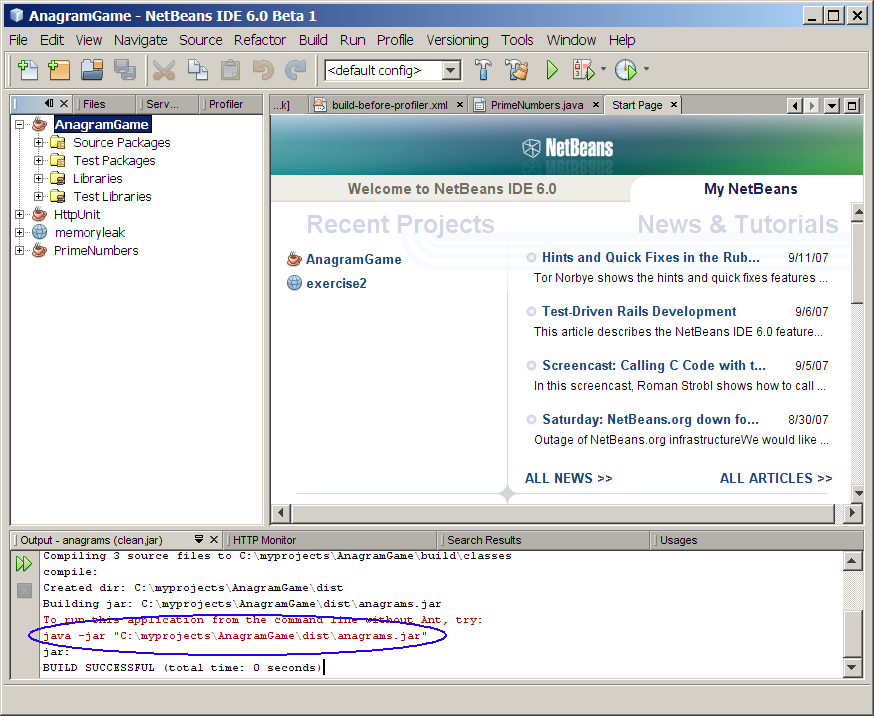 AnagramGame - NetBeans IDE 6.0 Beta 1
File Edit View Navigate Source Refactor Build Run Profile Versioning Tools Window Help
<default config>
Files Serv... Profiler
...k] build-before-profiler.xml PrimeNumbers.java Start Page
AnagramGame
Source Packages
Test Packages
Libraries
Test Libraries
HttpUnit
memoryleak
PrimeNumbers
NetBeans
Welcome to NetBeans IDE 6.0 My NetBeans
Recent Projects
AnagramGame
exercise2
News & Tutorials
Hints and Quick Fixes in the Rub... 9/11/07
Tor Norbye shows the hints and quick fixes features ...
Test-Driven Rails Development 9/6/07
This article describes the NetBeans IDE 6.0 feature...
Screencast: Calling C Code with t... 9/5/07
In this screencast, Roman Strobl shows how to call ...
Saturday: NetBeans.org down fo... 8/30/07
Outage of NetBeans.org infrastructureWe would like ...
ALL NEWS >> ALL ARTICLES >>
Output - anagrams (clean,jar) HTTP Monitor Search Results Usages
Compiling 3 source files to C:\myprojects\AnagramGame\build\classes
compile:
Created dir: C:\myprojects\AnagramGame\dist
Building jar: C:\myprojects\AnagramGame\dist\anagrams.jar
To run this application from the command line without Ant, try:
java -jar "C:\myprojects\AnagramGame\dist\anagrams.jar"
jar:
BUILD SUCCESSFUL (total time: 0 seconds)